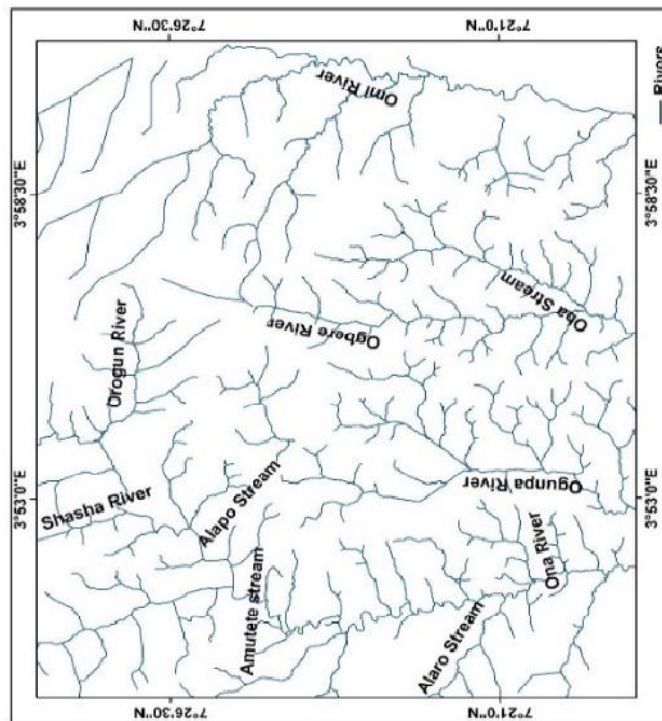 7°26'30"N
7°21'0"N
Omi River
3°58'30"E
3°58'30"E
Oba Stream
Ogbere River
Orogun River
Shasha River
Alapo Stream
Ogunpa River
3°53'0"E
3°53'0"E
Amutete stream
Ona River
Alaro Stream
7°26'30"N
7°21'0"N
Rivers